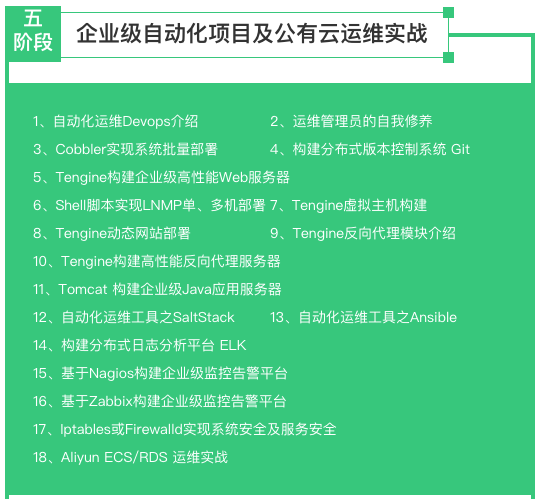 五
阶段
企业级自动化项目及公有云运维实战
1、自动化运维Devops介绍
2、运维管理员的自我修养
3、Cobbler实现系统批量部署
4、构建分布式版本控制系统 Git
5、Tengine构建企业级高性能Web服务器
6、Shell脚本实现LNMP单、多机部署
7、Tengine虚拟主机构建
8、Tengine动态网站部署
9、Tengine反向代理模块介绍
10、Tengine构建高性能反向代理服务器
11、Tomcat 构建企业级Java应用服务器
12、自动化运维工具之SaltStack
13、自动化运维工具之Ansible
14、构建分布式日志分析平台 ELK
15、基于Nagios构建企业级监控告警平台
16、基于Zabbix构建企业级监控告警平台
17、Iptables或Firewalld实现系统安全及服务安全
18、Aliyun ECS/RDS 运维实战